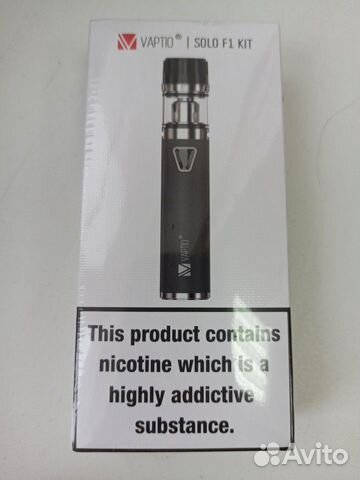 VAPTIO® | SOLO F1 KIT
VAPTIO®
This product contains
nicotine which is a
highly addictive
substance.
Avito